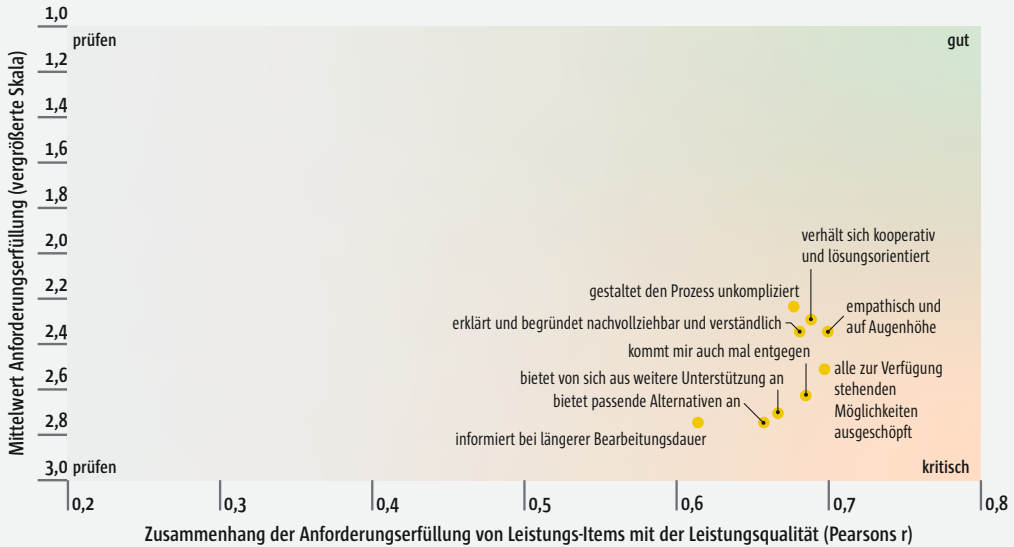 Mittelwert Anforderungserfüllung (vergrößerte Skala)
1,0
1,2
1,4
1,6
1,8
2,0
2,2
2,4
2,6
2,8
3,0
prüfen
gut
verhält sich kooperativ
und lösungsorientiert
gestaltet den Prozess unkompliziert
empathisch und
auf Augenhöhe
erklärt und begründet nachvollziehbar und verständlich
kommt mir auch mal entgegen
alle zur Verfügung
stehenden
Möglichkeiten
ausgeschöpft
bietet von sich aus weitere Unterstützung an
bietet passende Alternativen an
informiert bei längerer Bearbeitungsdauer
prüfen
kritisch
0,2
0,3
0,4
0,5
0,6
0,7
0,8
Zusammenhang der Anforderungserfüllung von Leistungs-Items mit der Leistungsqualität (Pearsons r)